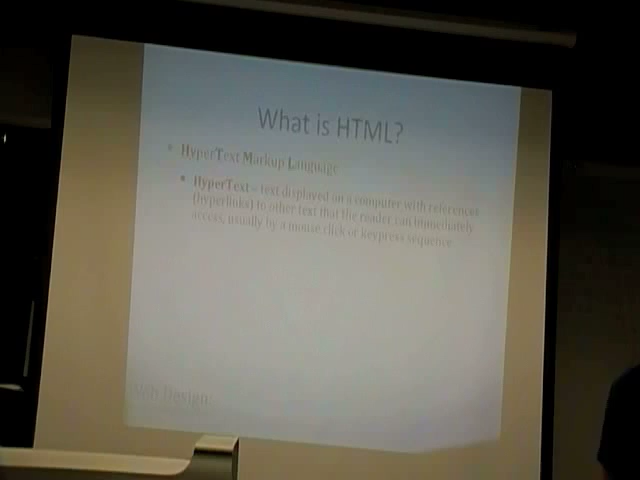 What is HTML?
HyperText Markup Language
HyperText – text displayed on a computer with references
(hyperlinks) to other text that the reader can immediately
access, usually by a mouse click or keypress sequence
Web Design